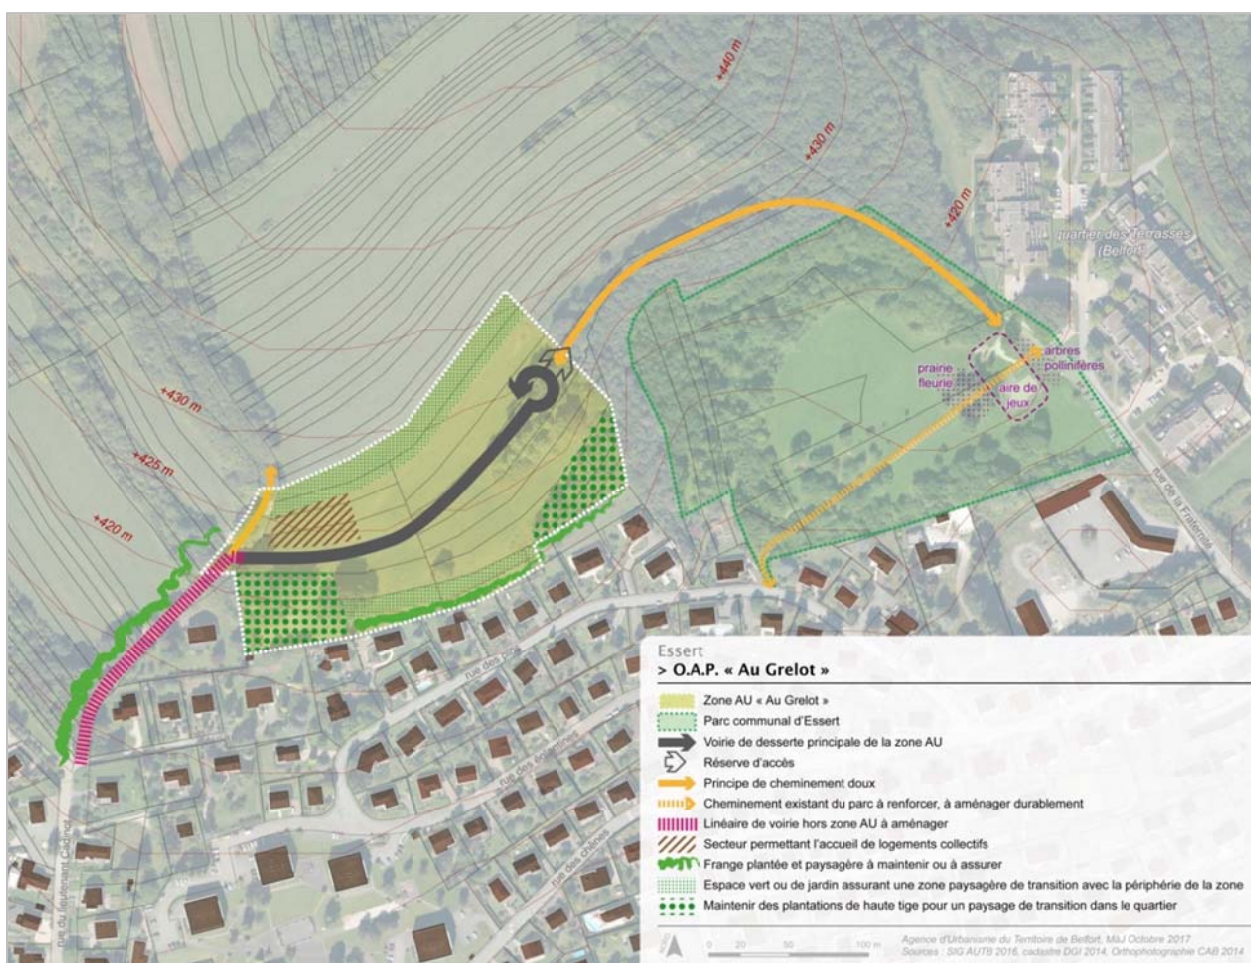 +440 m
+430 m
+420 m
quartier des Terrasses
(Belfort)
arbres
pollinifères
prairie
fleurie
aire de
jeux
rue de la Fraternité
+430 m
+425 m
+420 m
rue des pins
rue des églantines
rue des chênes
rue du lieutenant Cadinot
Essert
> O.A.P. « Au Grelot »
Zone AU « Au Grelot »
Parc communal d'Essert
Voirie de desserte principale de la zone AU
Réserve d'accès
Principe de cheminement doux
Cheminement existant du parc à renforcer, à aménager durablement
Linéaire de voirie hors zone AU à aménager
Secteur permettant l'accueil de logements collectifs
Frange plantée et paysagère à maintenir ou à assurer
Espace vert ou de jardin assurant une zone paysagère de transition avec la périphérie de la zone
Maintenir des plantations de haute tige pour un paysage de transition dans le quartier
NORD
0 20 50 100 m
Agence d'Urbanisme du Territoire de Belfort, MàJ Octobre 2017
Sources : SIG AUTB 2016, cadastre DGI 2014, Orthophotographie CAB 2014